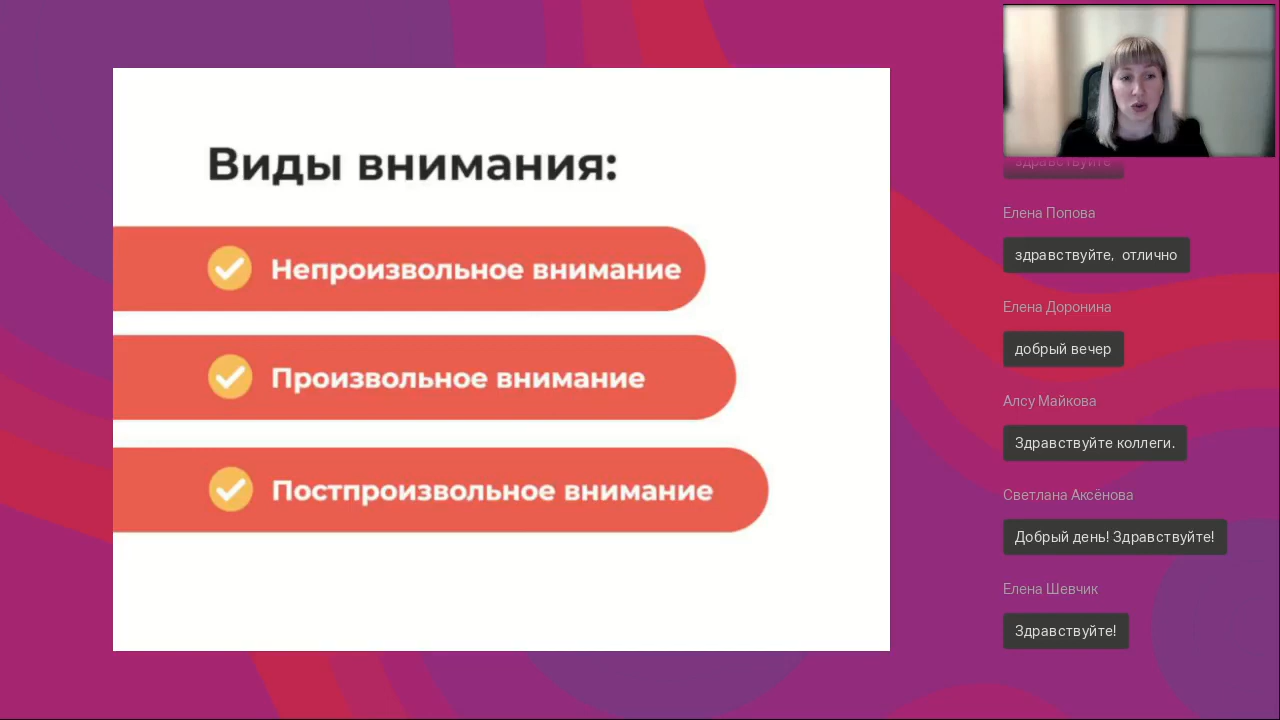 Виды внимания:
Непроизвольное внимание
Произвольное внимание
Постпроизвольное внимание
здравствуйте
Елена Попова
здравствуйте, отлично
Елена Доронина
добрый вечер
Алсу Майкова
Здравствуйте коллеги.
Светлана Аксёнова
Добрый день! Здравствуйте!
Елена Шевчик
Здравствуйте!